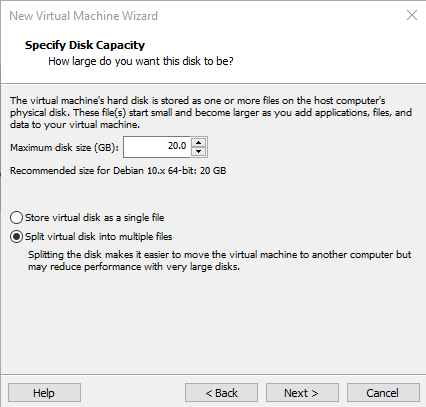 New Virtual Machine Wizard
Specify Disk Capacity
How large do you want this disk to be?
The virtual machine's hard disk is stored as one or more files on the host computer's
physical disk. These file(s) start small and become larger as you add applications, files, and
data to your virtual machine.
Maximum disk size (GB): 20.0
Recommended size for Debian 10.x 64-bit: 20 GB
Store virtual disk as a single file
Split virtual disk into multiple files
Splitting the disk makes it easier to move the virtual machine to another computer but
may reduce performance with very large disks.
Help < Back Next > Cancel